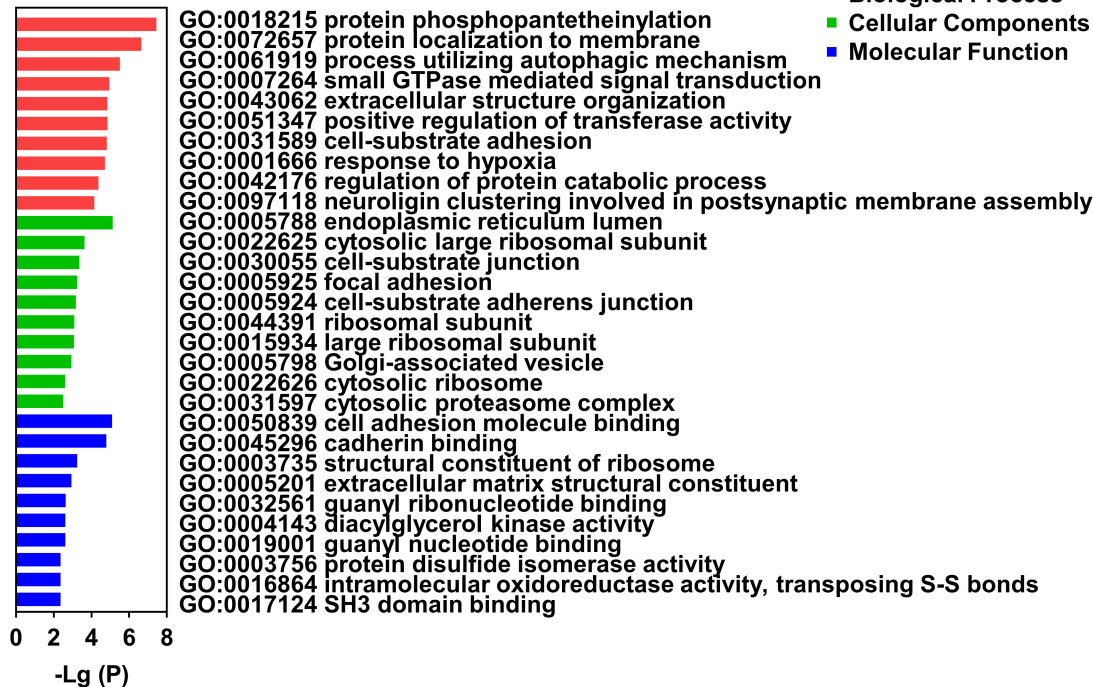 Biological Process
GO:0018215 protein phosphopantetheinylation
Cellular Components
GO:0072657 protein localization to membrane
Molecular Function
GO:0061919 process utilizing autophagic mechanism
GO:0007264 small GTPase mediated signal transduction
GO:0043062 extracellular structure organization
GO:0051347 positive regulation of transferase activity
GO:0031589 cell-substrate adhesion
GO:0001666 response to hypoxia
GO:0042176 regulation of protein catabolic process
GO:0097118 neuroligin clustering involved in postsynaptic membrane assembly
GO:0005788 endoplasmic reticulum lumen
GO:0022625 cytosolic large ribosomal subunit
GO:0030055 cell-substrate junction
GO:0005925 focal adhesion
GO:0005924 cell-substrate adherens junction
GO:0044391 ribosomal subunit
GO:0015934 large ribosomal subunit
GO:0005798 Golgi-associated vesicle
GO:0022626 cytosolic ribosome
GO:0031597 cytosolic proteasome complex
GO:0050839 cell adhesion molecule binding
GO:0045296 cadherin binding
GO:0003735 structural constituent of ribosome
GO:0005201 extracellular matrix structural constituent
GO:0032561 guanyl ribonucleotide binding
GO:0004143 diacylglycerol kinase activity
GO:0019001 guanyl nucleotide binding
GO:0003756 protein disulfide isomerase activity
GO:0016864 intramolecular oxidoreductase activity, transposing S-S bonds
GO:0017124 SH3 domain binding
0 2 4 6 8
-Lg (P)